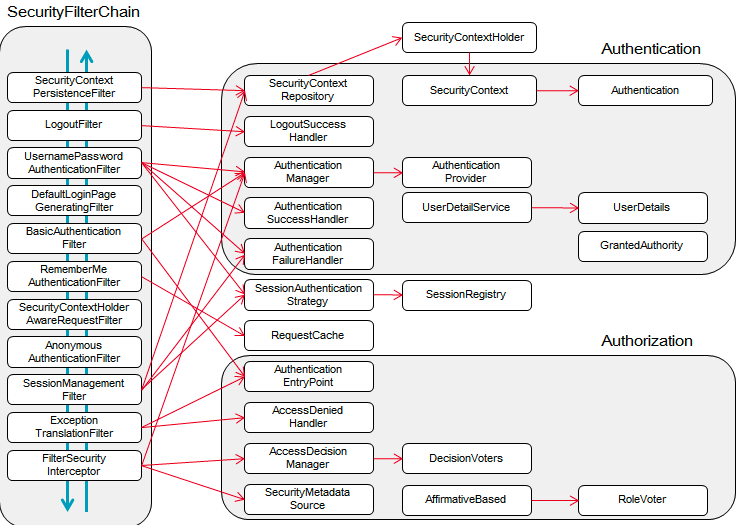 SecurityFilterChain
SecurityContext
PersistenceFilter
LogoutFilter
UsernamePassword
AuthenticationFilter
DefaultLoginPage
GeneratingFilter
BasicAuthentication
Filter
RememberMe
AuthenticationFilter
SecurityContextHolder
AwareRequestFilter
Anonymous
AuthenticationFilter
SessionManagement
Filter
Exception
TranslationFilter
FilterSecurity
Interceptor
SecurityContextHolder
Authentication
SecurityContext
Repository
SecurityContext
Authentication
LogoutSuccess
Handler
Authentication
Manager
Authentication
Provider
Authentication
SuccessHandler
UserDetailService
UserDetails
Authentication
FailureHandler
GrantedAuthority
SessionAuthentication
Strategy
SessionRegistry
RequestCache
Authorization
Authentication
EntryPoint
AccessDenied
Handler
AccessDecision
Manager
DecisionVoters
SecurityMetadata
Source
AffirmativeBased
RoleVoter